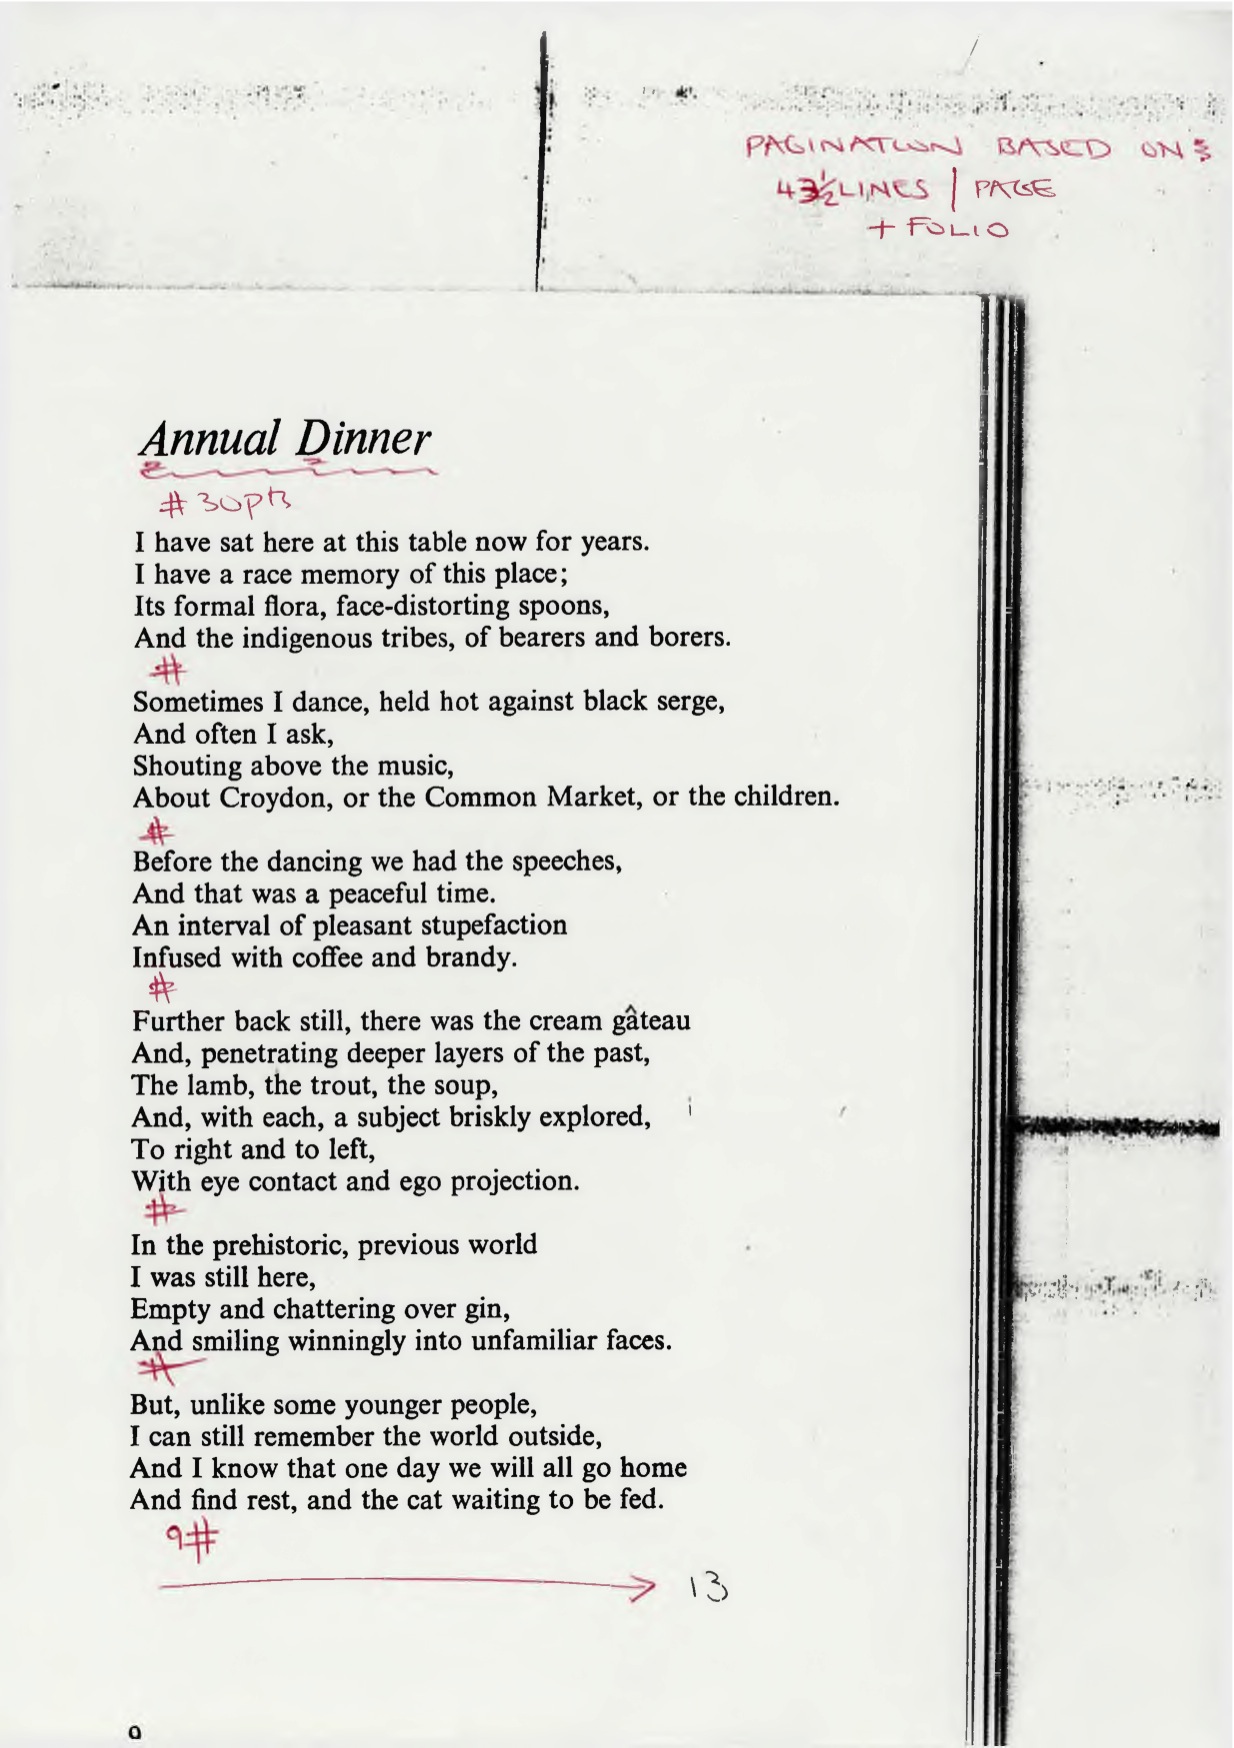 PAGINATION BASED ON
43½ LINES / PAGE
+ FOLIO
Annual Dinner
# 30pts
I have sat here at this table now for years.
I have a race memory of this place;
Its formal flora, face-distorting spoons,
And the indigenous tribes, of bearers and borers.
#
Sometimes I dance, held hot against black serge,
And often I ask,
Shouting above the music,
About Croydon, or the Common Market, or the children.
#
Before the dancing we had the speeches,
And that was a peaceful time.
An interval of pleasant stupefaction
Infused with coffee and brandy.
#
Further back still, there was the cream gâteau
And, penetrating deeper layers of the past,
The lamb, the trout, the soup,
And, with each, a subject briskly explored,
To right and to left,
With eye contact and ego projection.
#
In the prehistoric, previous world
I was still here,
Empty and chattering over gin,
And smiling winningly into unfamiliar faces.
#
But, unlike some younger people,
I can still remember the world outside,
And I know that one day we will all go home
And find rest, and the cat waiting to be fed.
9#
→ 13